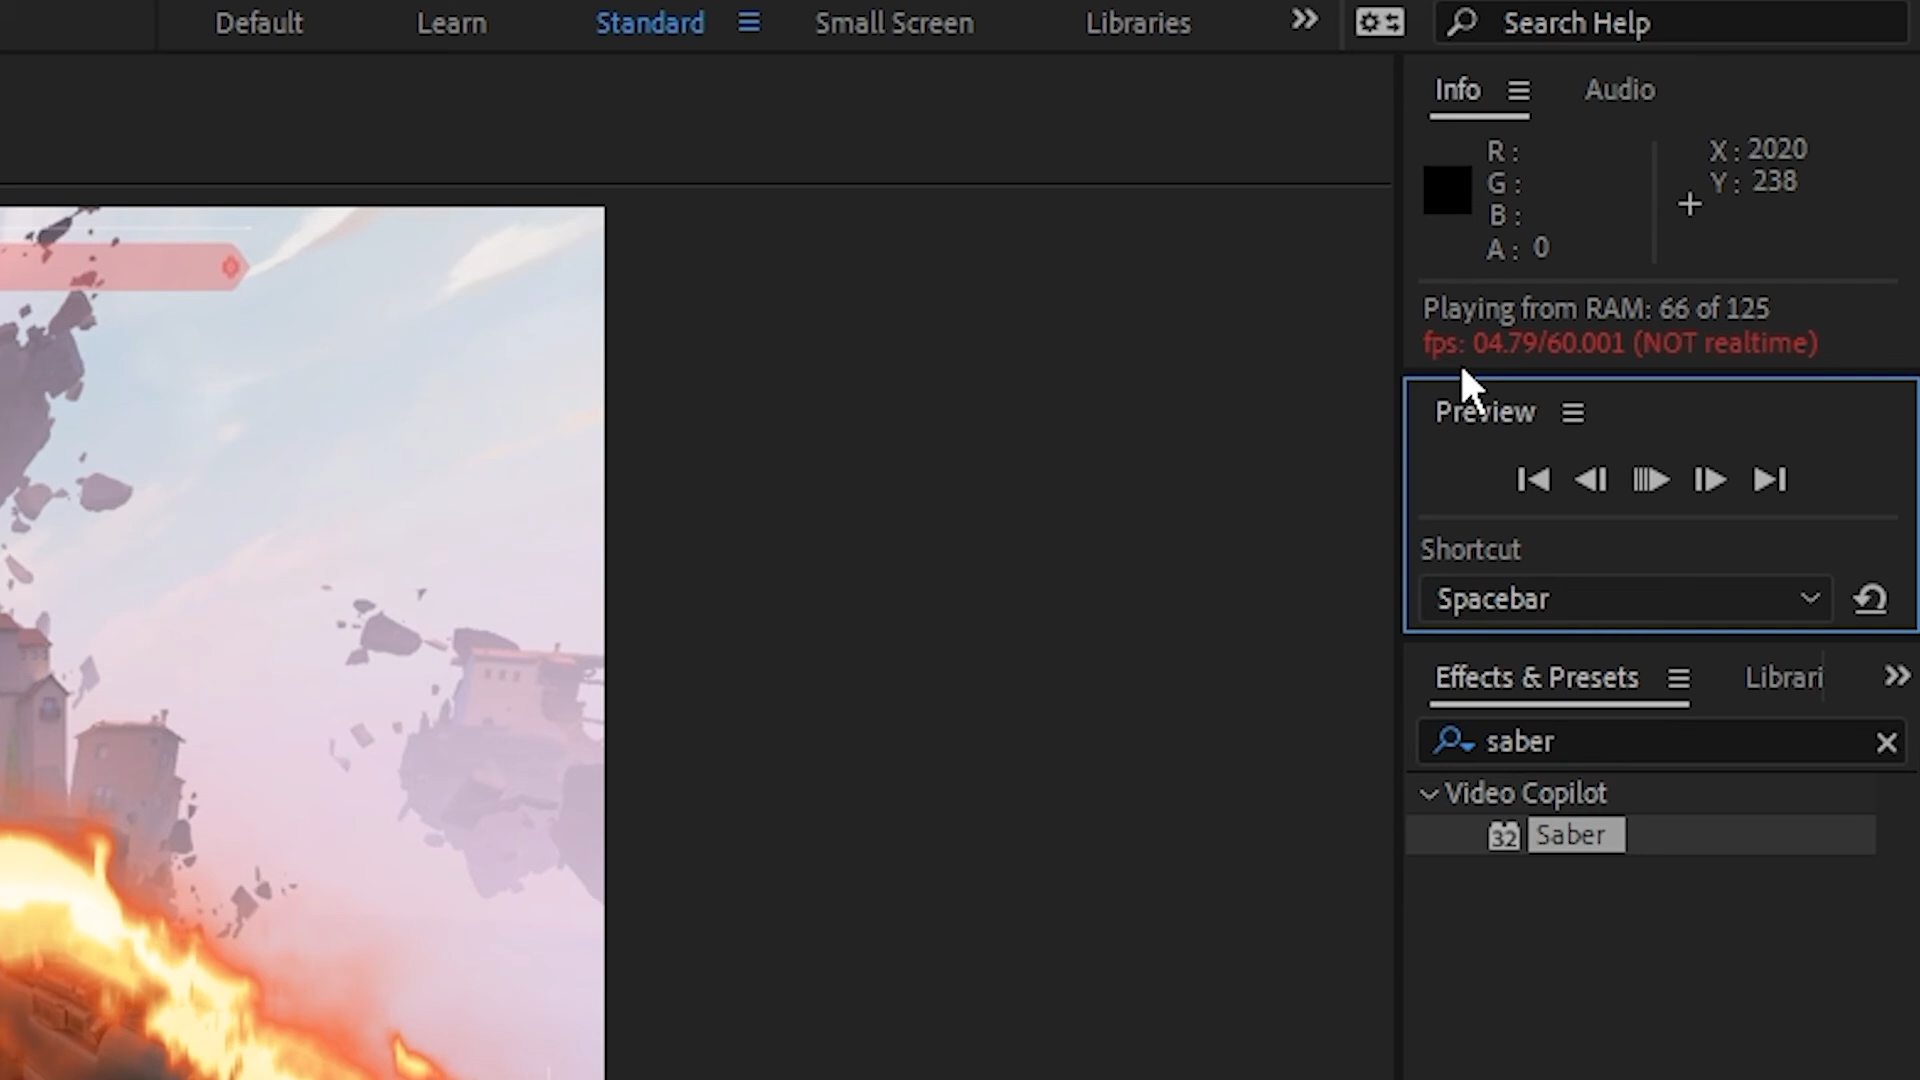 Default Learn Standard Small Screen Libraries Search Help
Info Audio
R :
G :
B :
A : 0
X : 2020
Y : 238
Playing from RAM: 66 of 125
fps: 04.79/60.001 (NOT realtime)
Preview
Shortcut
Spacebar
Effects & Presets Librari
saber
Video Copilot
32 Saber